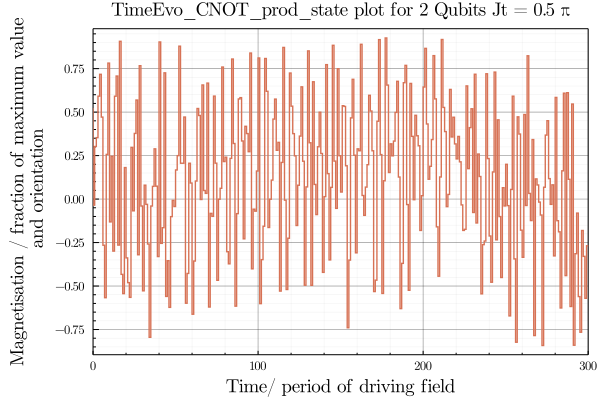 TimeEvo_CNOT_prod_state plot for 2 Qubits Jt = 0.5 π
Magnetisation / fraction of maximum value
and orientation
0.75
0.50
0.25
0.00
−0.25
−0.50
−0.75
0 100 200 300
Time/ period of driving field